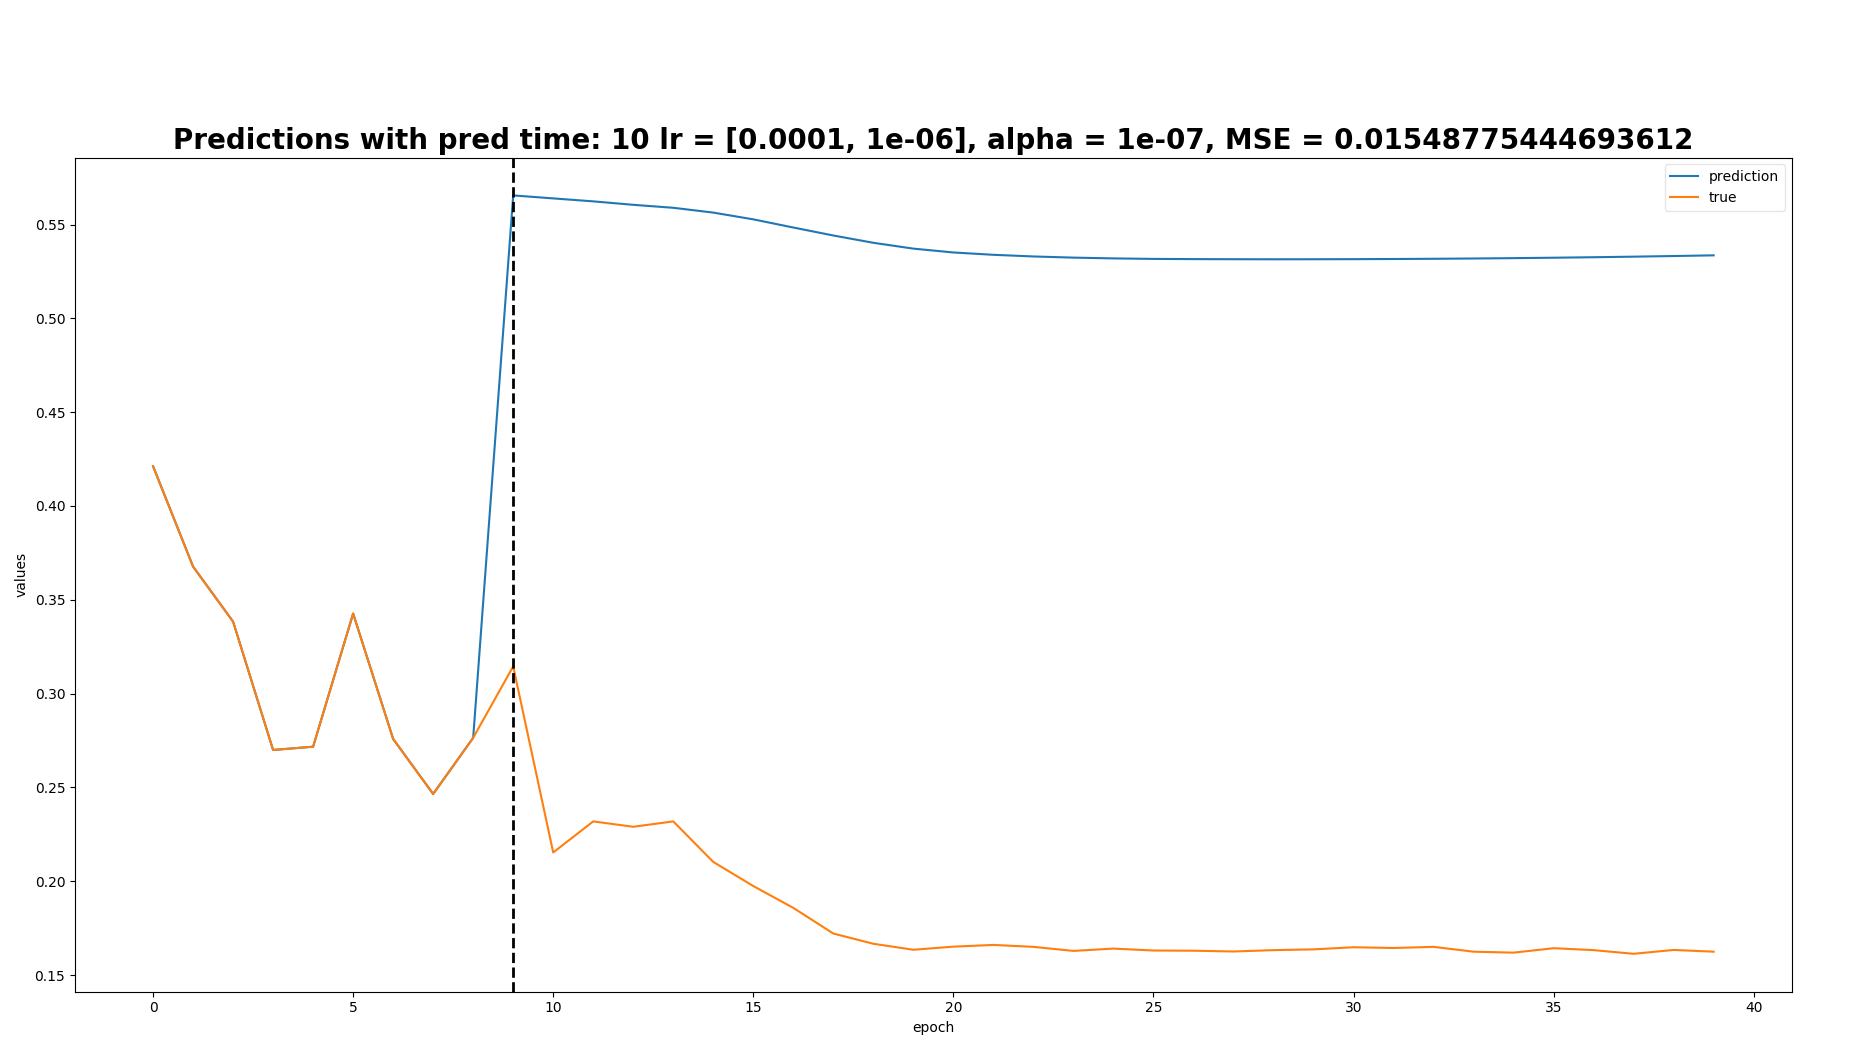 Predictions with pred time: 10 lr = [0.0001, 1e-06], alpha = 1e-07, MSE = 0.01548775444693612
prediction
true
0.55
0.50
0.45
0.40
0.35
0.30
0.25
0.20
0.15
values
0 5 10 15 20 25 30 35 40
epoch